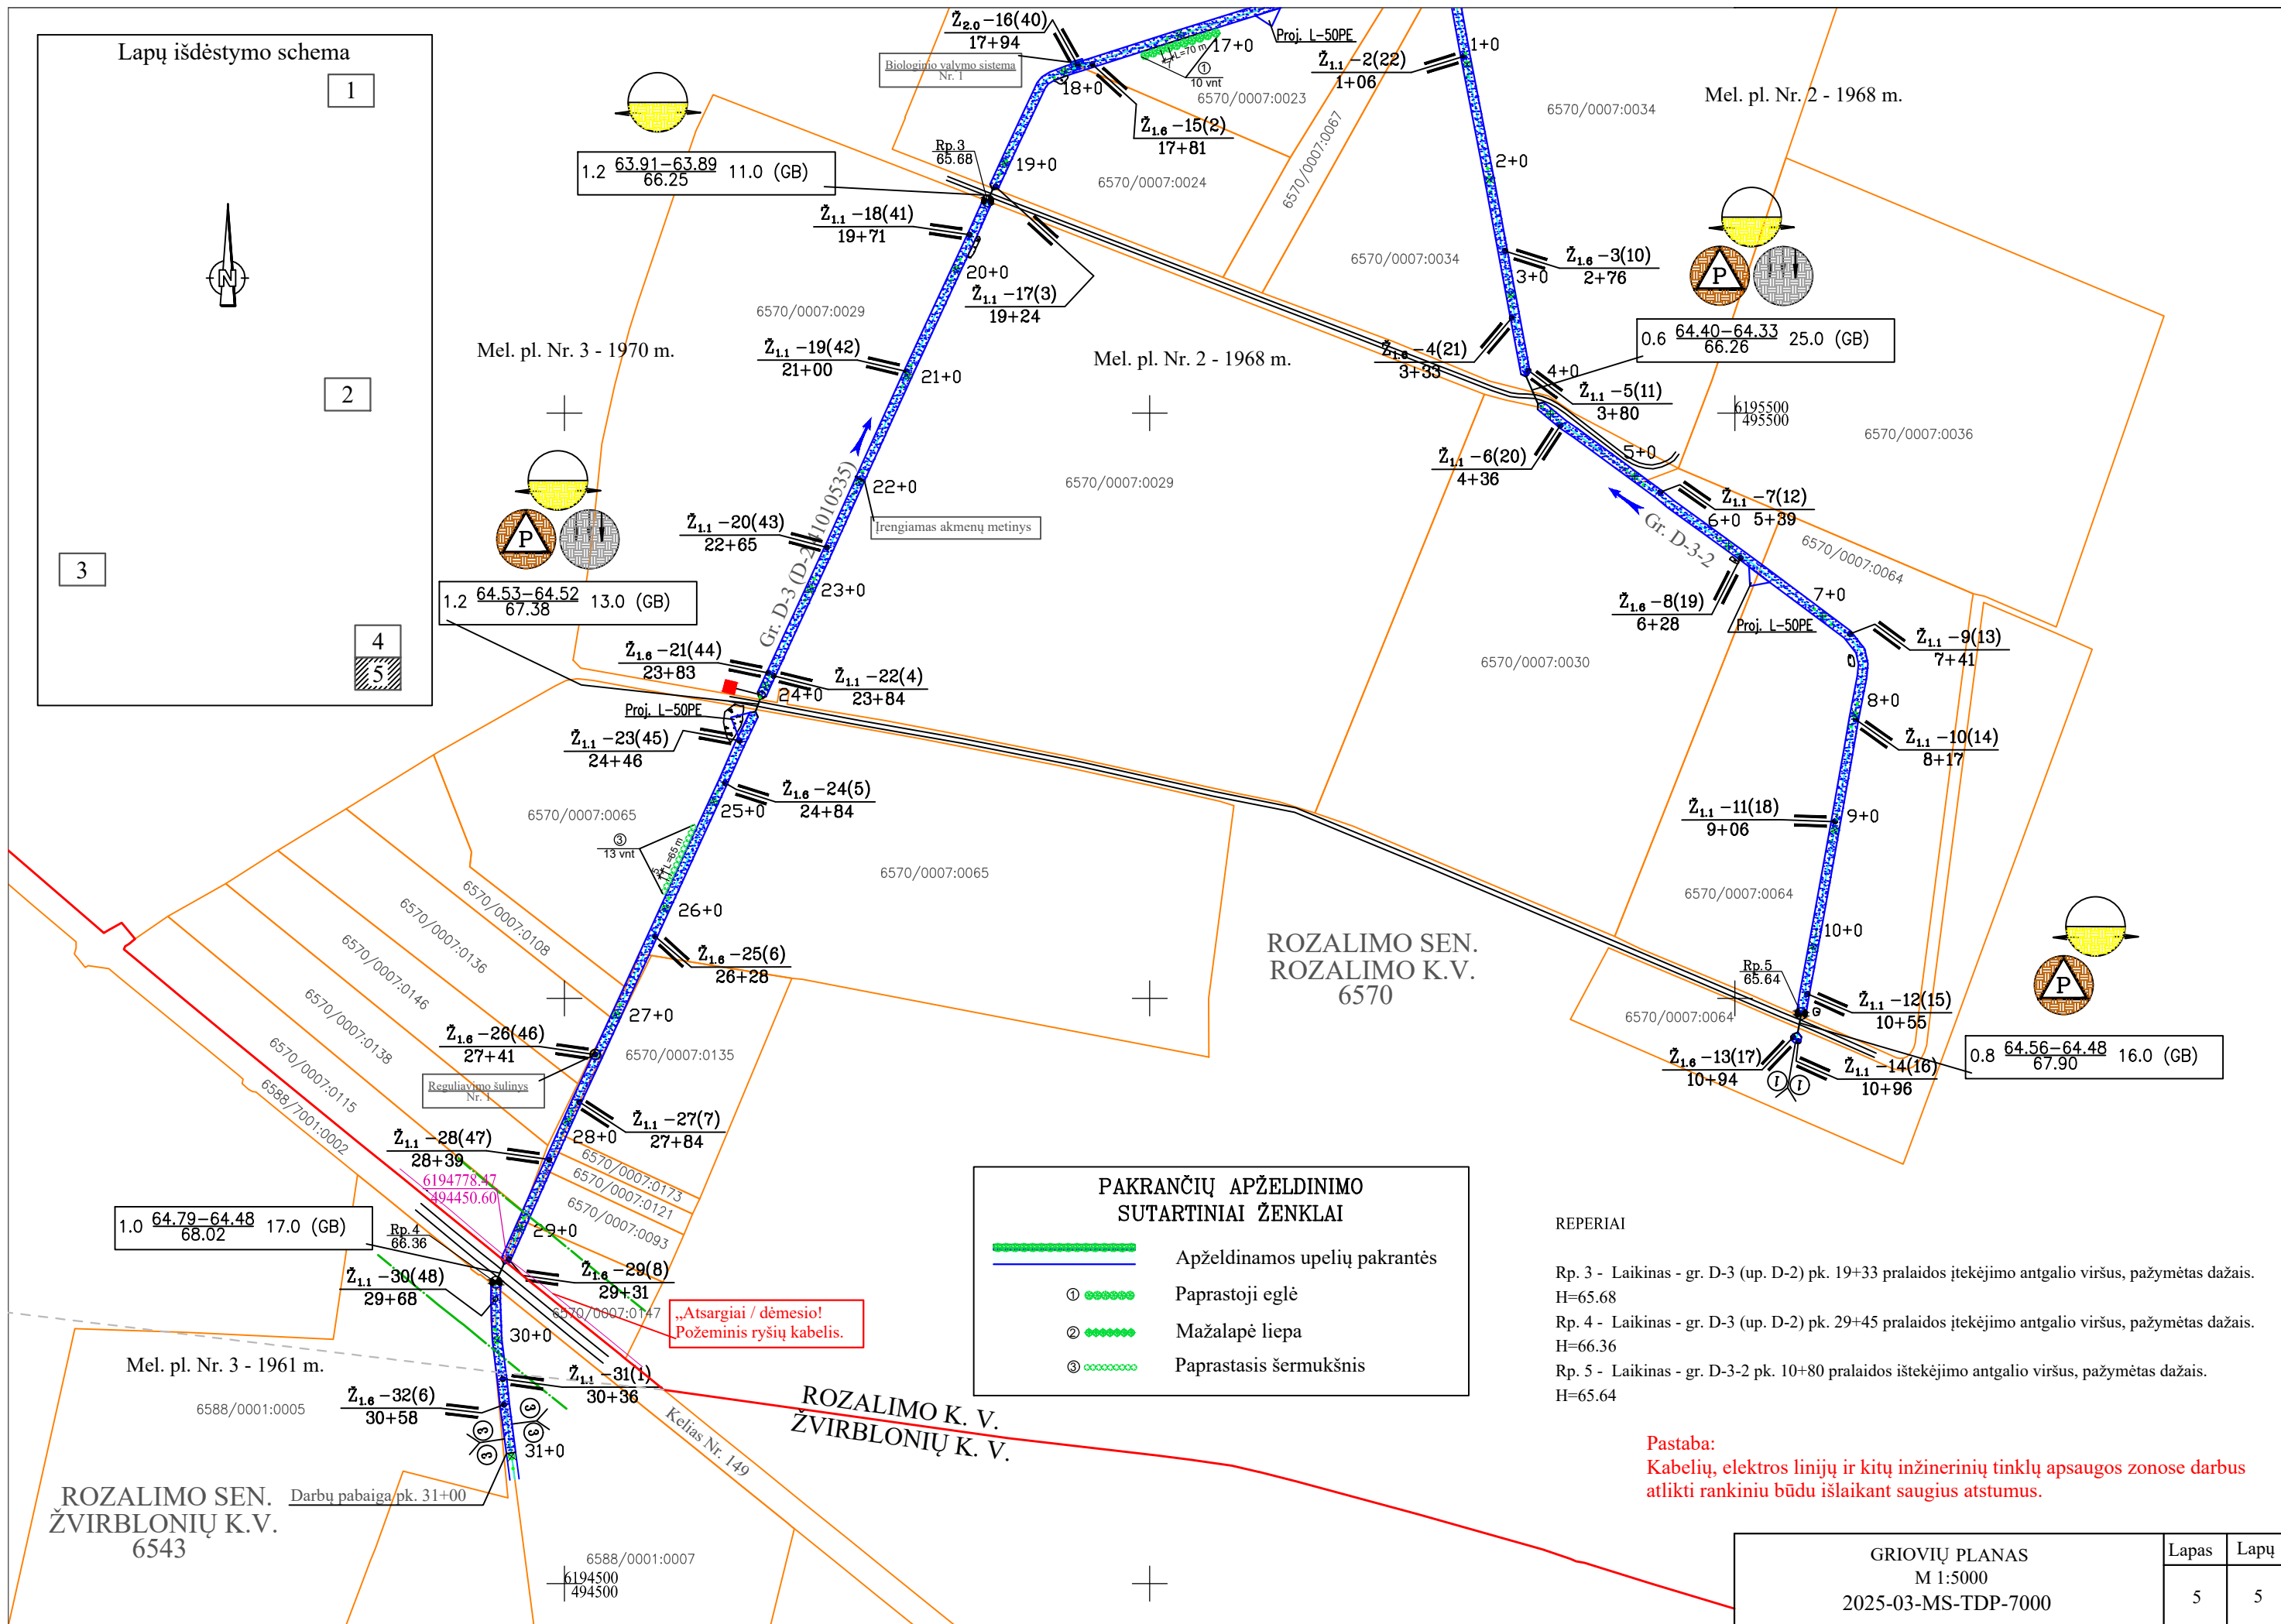 Lapų išdėstymo schema
1
2
3
4
5
N
Ž2.0 -16(40)
17+94
Biologinio valymo sistema
Nr. 1
Proj. L-50PE
17+0
L=70 m
1
10 vnt
18+0
Ž1.6 -15(2)
17+81
6570/0007:0023
6570/0007:0067
6570/0007:0024
Ž1.1 -2(22)
1+06
1+0
6570/0007:0034
Mel. pl. Nr. 2 - 1968 m.
2+0
Rp.3
65.68
19+0
1.2 63.91-63.89 11.0 (GB)
66.25
Ž1.1 -18(41)
19+71
20+0
Ž1.1 -17(3)
19+24
6570/0007:0029
Mel. pl. Nr. 3 - 1970 m.
Ž1.1 -19(42)
21+00
21+0
Mel. pl. Nr. 2 - 1968 m.
6570/0007:0034
Ž1.6 -3(10)
2+76
3+0
P
0.6 64.40-64.33 25.0 (GB)
66.26
Ž1.6 -4(21)
3+33
4+0
Ž1.1 -5(11)
3+80
6195500
495500
6570/0007:0036
Ž1.1 -6(20)
4+36
5+0
Ž1.1 -7(12)
5+39
6+0
Gr. D-3-2
6570/0007:0064
22+0
Įrengiamas akmenų metinys
6570/0007:0029
Gr. D-3 (D-2 41010535)
Ž1.1 -20(43)
22+65
P
23+0
1.2 64.53-64.52 13.0 (GB)
67.38
Ž1.6 -21(44)
23+83
Ž1.1 -22(4)
23+84
24+0
Proj. L-50PE
Ž1.1 -23(45)
24+46
Ž1.6 -24(5)
24+84
25+0
6570/0007:0065
3
13 vnt
L=65 m
5
26+0
6570/0007:0065
Ž1.6 -8(19)
6+28
Proj. L-50PE
7+0
Ž1.1 -9(13)
7+41
6570/0007:0030
8+0
Ž1.1 -10(14)
8+17
Ž1.1 -11(18)
9+06
9+0
6570/0007:0064
10+0
Rp.5
65.64
P
Ž1.1 -12(15)
10+55
6570/0007:0064
Ž1.6 -13(17)
10+94
1
1
Ž1.1 -14(16)
10+96
0.8 64.56-64.48 16.0 (GB)
67.90
ROZALIMO SEN.
ROZALIMO K.V.
6570
Ž1.6 -25(6)
26+28
6570/0007:0108
6570/0007:0136
6570/0007:0146
6570/0007:0138
6570/0007:0115
6588/7001:0002
27+0
Ž1.6 -26(46)
27+41
6570/0007:0135
Reguliavimo šulinys
Nr. 1
Ž1.1 -27(7)
27+84
28+0
Ž1.1 -28(47)
28+39
6570/0007:0173
6570/0007:0121
6570/0007:0093
6194778.47
494450.60
29+0
1.0 64.79-64.48 17.0 (GB)
68.02
Rp.4
66.36
Ž1.1 -30(48)
29+68
Ž1.6 -29(8)
29+31
6570/0007:0147
„Atsargiai / dėmesio!
Požeminis ryšių kabelis.
30+0
Mel. pl. Nr. 3 - 1961 m.
Ž1.1 -31(1)
30+36
Ž1.6 -32(6)
30+58
6588/0001:0005
3
3
3
3
31+0
Darbų pabaiga pk. 31+00
Kelias Nr. 149
ROZALIMO K. V.
ŽVIRBLONIŲ K. V.
ROZALIMO SEN.
ŽVIRBLONIŲ K.V.
6543
6588/0001:0007
6194500
494500
PAKRANČIŲ APŽELDINIMO
SUTARTINIAI ŽENKLAI
Apželdinamos upelių pakrantės
1 Paprastoji eglė
2 Mažalapė liepa
3 Paprastasis šermukšnis
REPERIAI
Rp. 3 - Laikinas - gr. D-3 (up. D-2) pk. 19+33 pralaidos įtekėjimo antgalio viršus, pažymėtas dažais.
H=65.68
Rp. 4 - Laikinas - gr. D-3 (up. D-2) pk. 29+45 pralaidos įtekėjimo antgalio viršus, pažymėtas dažais.
H=66.36
Rp. 5 - Laikinas - gr. D-3-2 pk. 10+80 pralaidos ištekėjimo antgalio viršus, pažymėtas dažais.
H=65.64
Pastaba:
Kabelių, elektros linijų ir kitų inžinerinių tinklų apsaugos zonose darbus
atlikti rankiniu būdu išlaikant saugius atstumus.
GRIOVIŲ PLANAS
M 1:5000
2025-03-MS-TDP-7000
Lapas Lapų
5 5